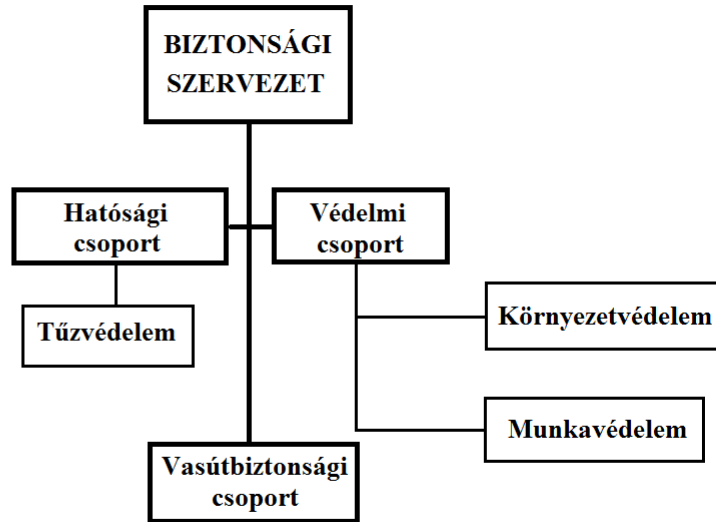 BIZTONSÁGI
SZERVEZET
Hatósági
csoport
Védelmi
csoport
Tűzvédelem
Környezetvédelem
Munkavédelem
Vasútbiztonsági
csoport